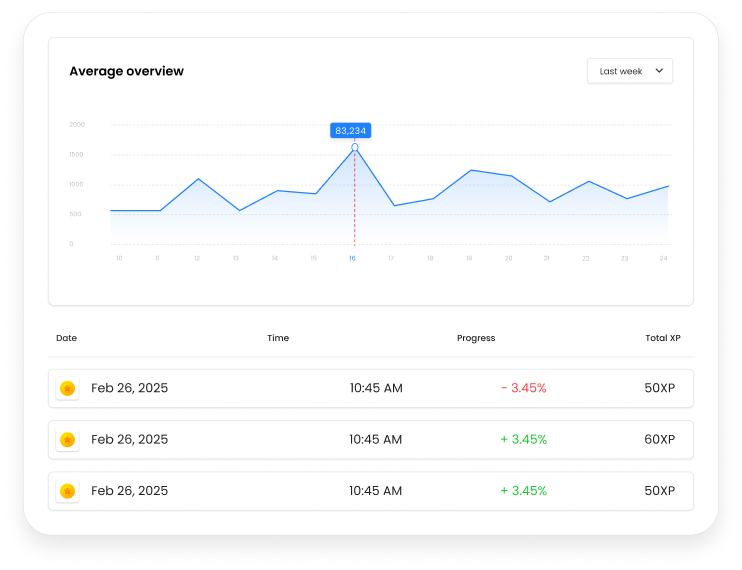 Average overview
Last week
83,234
2000
1500
1000
500
0
10 11 12 13 14 15 16 17 18 19 20 21 22 23 24
Date Time Progress Total XP
Feb 26, 2025 10:45 AM - 3.45% 50XP
Feb 26, 2025 10:45 AM + 3.45% 60XP
Feb 26, 2025 10:45 AM + 3.45% 50XP